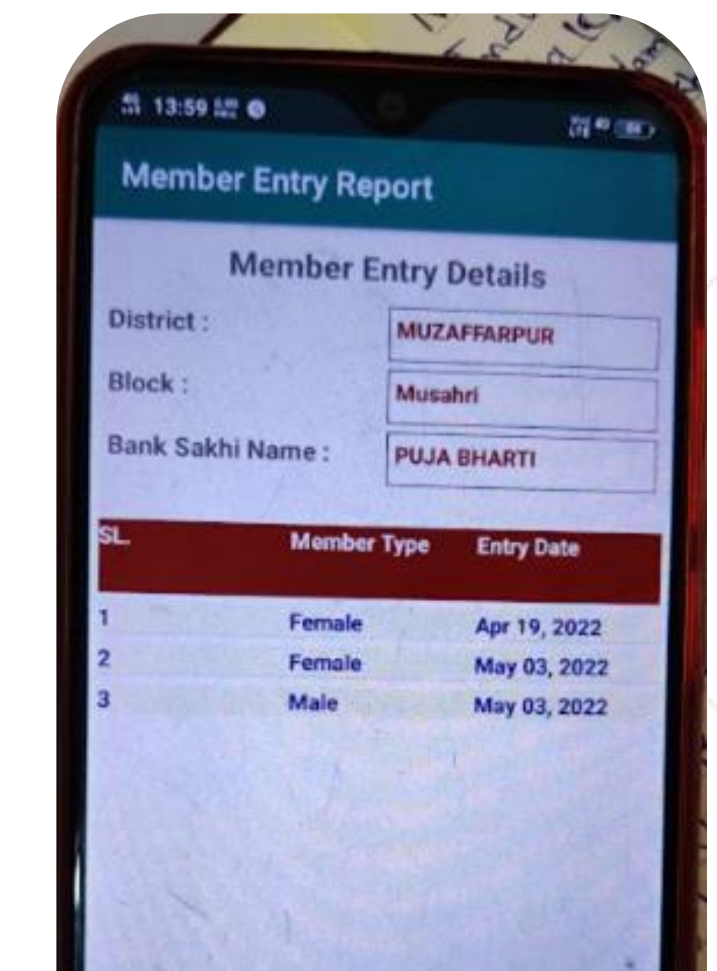 13:59
Member Entry Report
Member Entry Details
District : MUZAFFARPUR
Block : Musahri
Bank Sakhi Name : PUJA BHARTI
SL. Member Type Entry Date
1 Female Apr 19, 2022
2 Female May 03, 2022
3 Male May 03, 2022